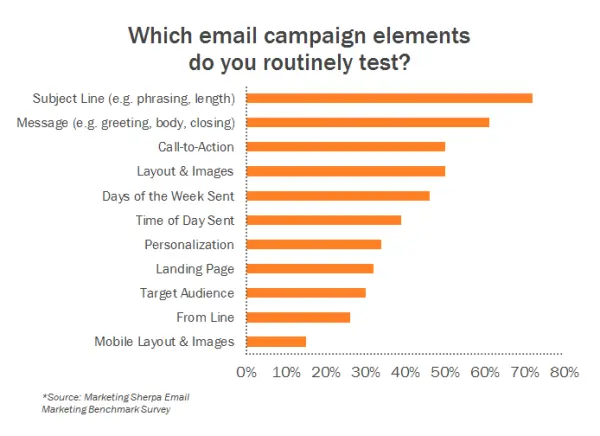 Which email campaign elements
do you routinely test?
Subject Line (e.g. phrasing, length)
Message (e.g. greeting, body, closing)
Call-to-Action
Layout & Images
Days of the Week Sent
Time of Day Sent
Personalization
Landing Page
Target Audience
From Line
Mobile Layout & Images
0% 10% 20% 30% 40% 50% 60% 70% 80%
*Source: Marketing Sherpa Email
Marketing Benchmark Survey